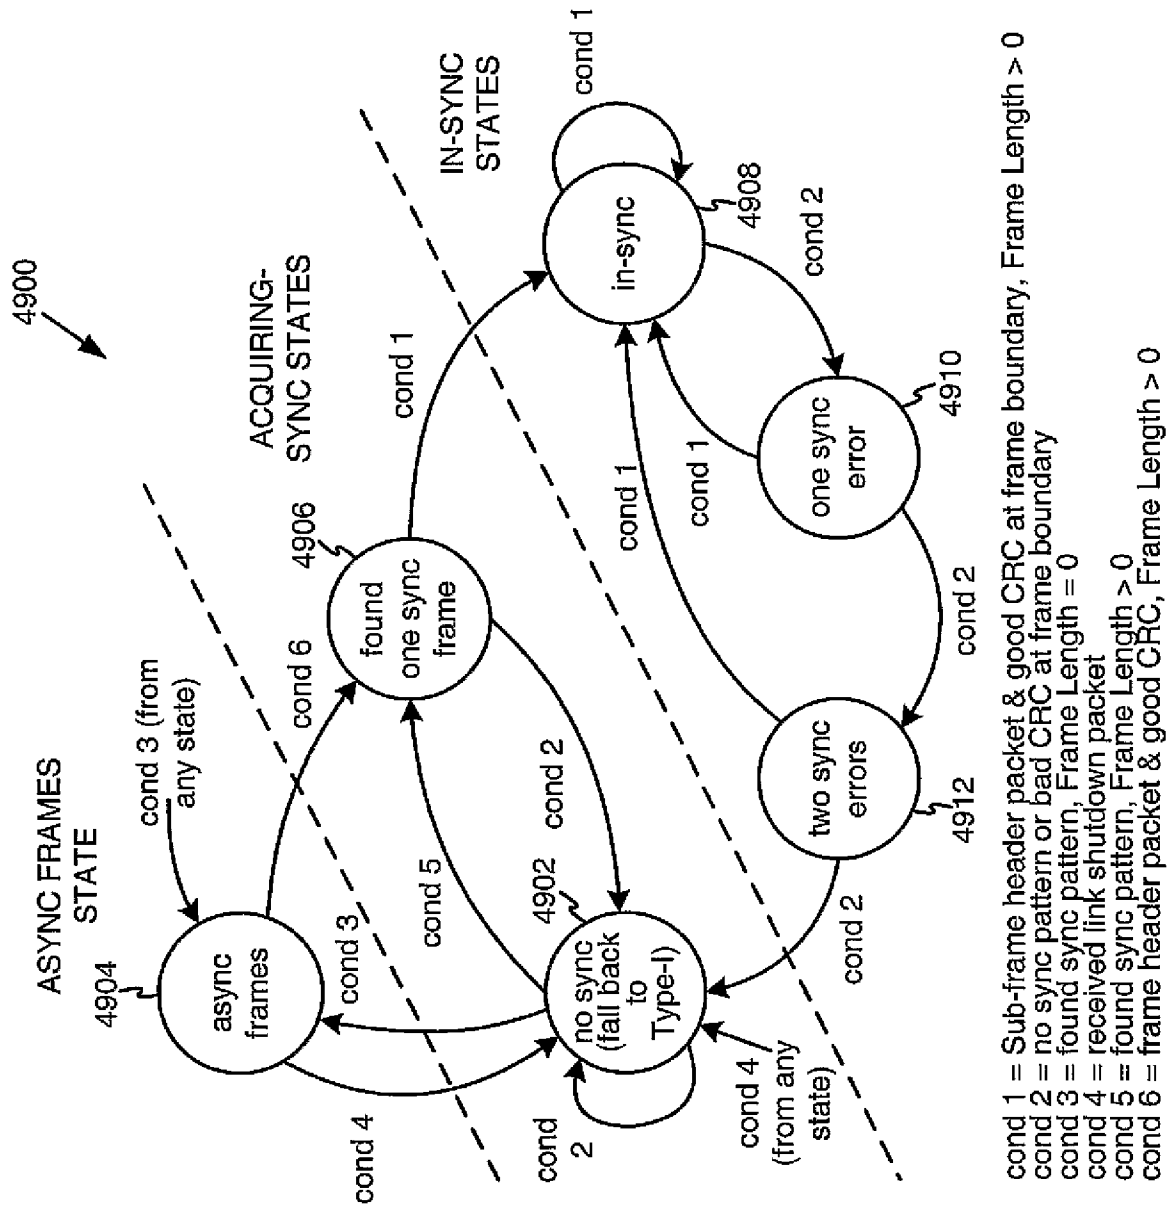 4900
ASYNC FRAMES
STATE
4904
async
frames
cond 3 (from
any state)
cond 6
cond 3
cond 4
ACQUIRING-
SYNC STATES
4906
found
one sync
frame
cond 1
cond 5
cond 2
4902
no sync
(fall back
to
Type-I)
cond
2
cond 4
(from any
state)
IN-SYNC
STATES
cond 1
in-sync
4908
cond 2
cond 1
cond 1
one sync
error
4910
cond 2
two sync
errors
4912
cond 2
cond 1 = Sub-frame header packet & good CRC at frame boundary, Frame Length > 0
cond 2 = no sync pattern or bad CRC at frame boundary
cond 3 = found sync pattern, Frame Length = 0
cond 4 = received link shutdown packet
cond 5 = found sync pattern, Frame Length > 0
cond 6 = frame header packet & good CRC, Frame Length > 0